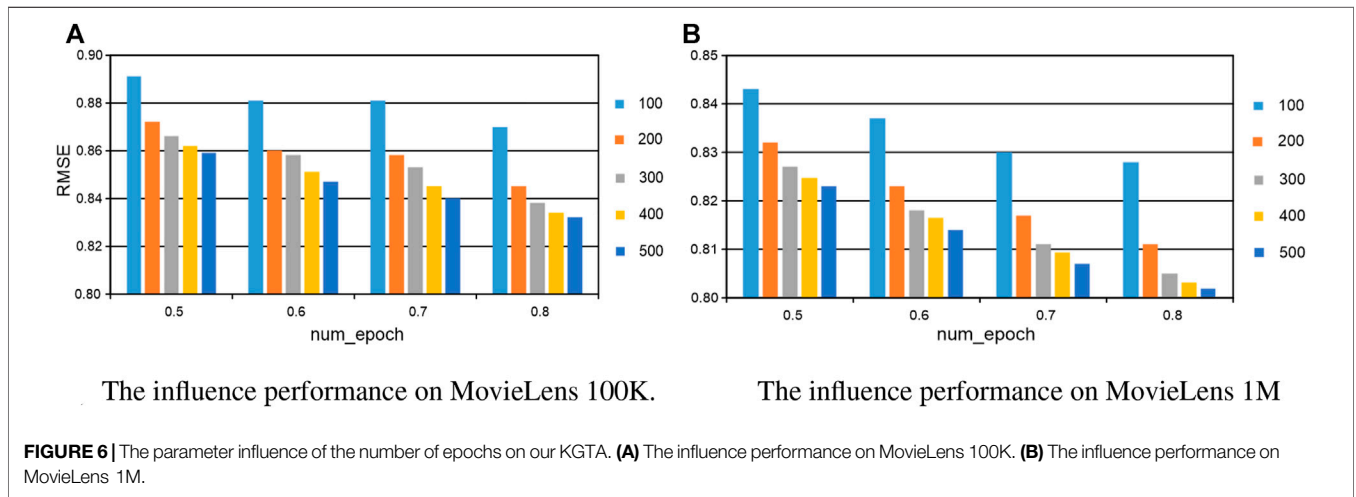 A
0.90
0.88
0.86
0.84
0.82
0.80
RMSE
0.5 0.6 0.7 0.8
num_epoch
100
200
300
400
500
The influence performance on MovieLens 100K.
B
0.85
0.84
0.83
0.82
0.81
0.80
0.5 0.6 0.7 0.8
num_epoch
100
200
300
400
500
The influence performance on MovieLens 1M
FIGURE 6 | The parameter influence of the number of epochs on our KGTA. (A) The influence performance on MovieLens 100K. (B) The influence performance on
MovieLens 1M.